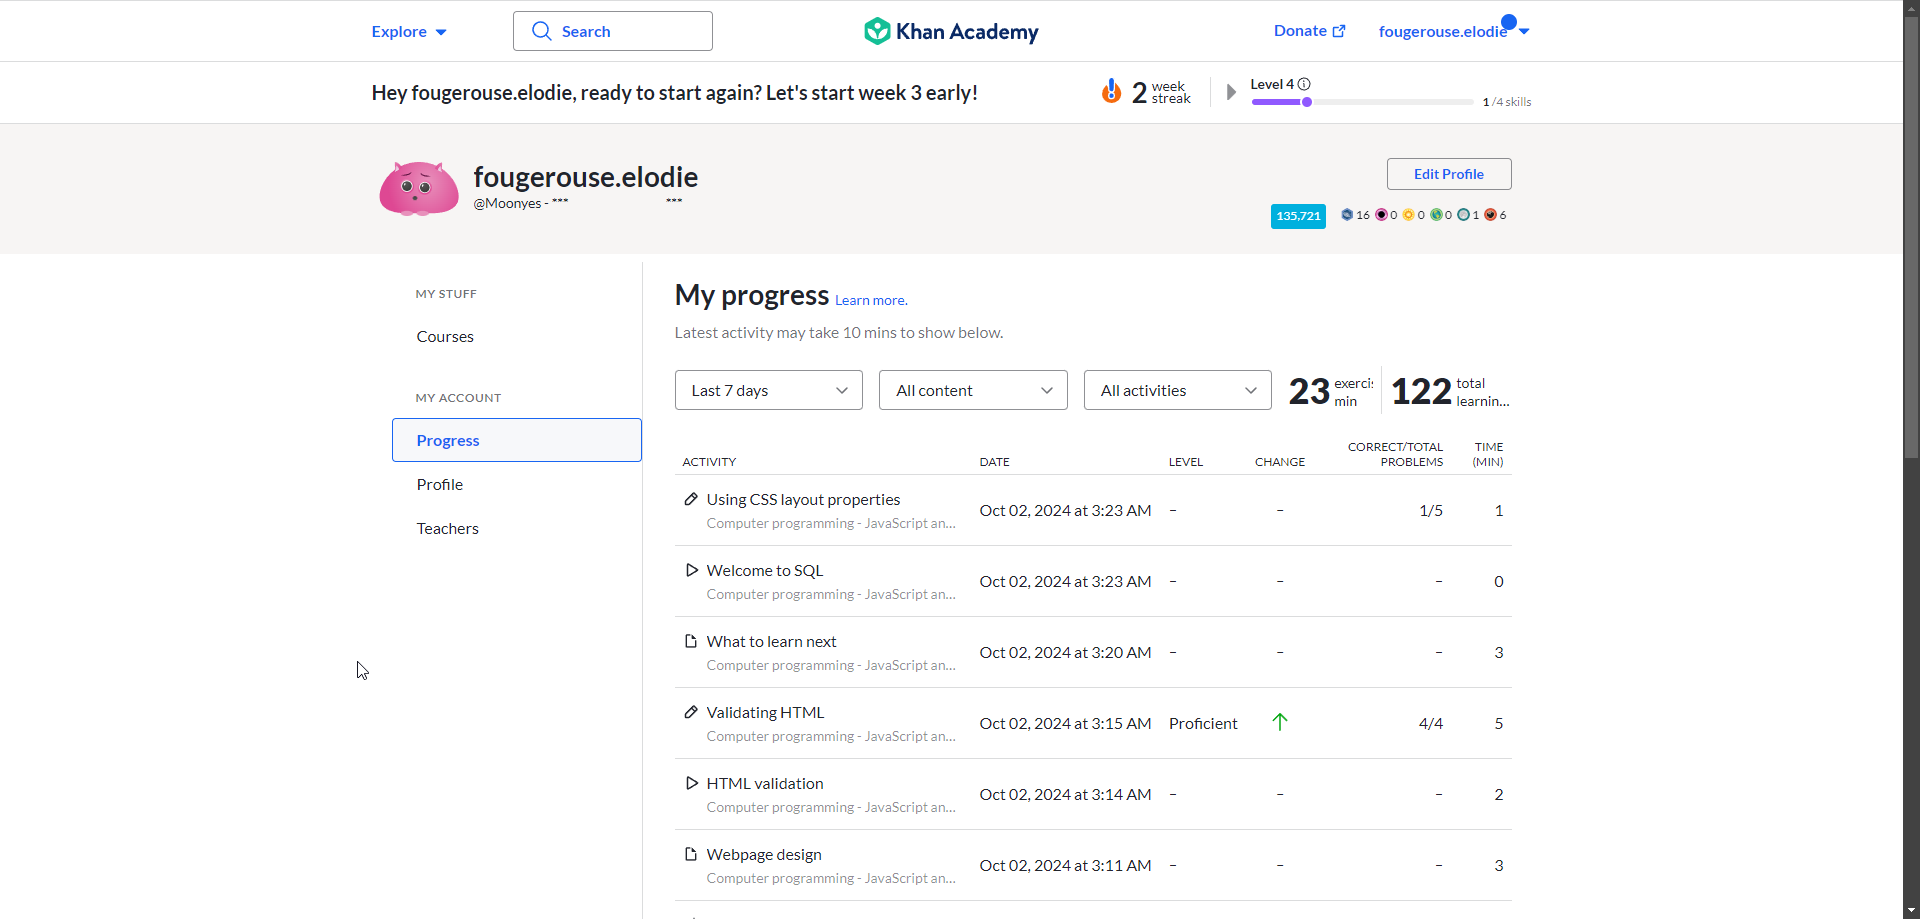 Explore
Search
Khan Academy
Donate
fougerouse.elodie
Hey fougerouse.elodie, ready to start again? Let's start week 3 early!
2 week streak
Level 4
1 /4 skills
fougerouse.elodie
@Moonyes - *** ***
Edit Profile
135,721
16 0 0 0 1 6
MY STUFF
Courses
MY ACCOUNT
Progress
Profile
Teachers
My progress Learn more.
Latest activity may take 10 mins to show below.
Last 7 days
All content
All activities
23 exerci min
122 total learnin...
ACTIVITY DATE LEVEL CHANGE CORRECT/TOTAL PROBLEMS TIME (MIN)
Using CSS layout properties
Computer programming - JavaScript an...
Oct 02, 2024 at 3:23 AM – – 1/5 1
Welcome to SQL
Computer programming - JavaScript an...
Oct 02, 2024 at 3:23 AM – – – 0
What to learn next
Computer programming - JavaScript an...
Oct 02, 2024 at 3:20 AM – – – 3
Validating HTML
Computer programming - JavaScript an...
Oct 02, 2024 at 3:15 AM Proficient 4/4 5
HTML validation
Computer programming - JavaScript an...
Oct 02, 2024 at 3:14 AM – – – 2
Webpage design
Computer programming - JavaScript an...
Oct 02, 2024 at 3:11 AM – – – 3